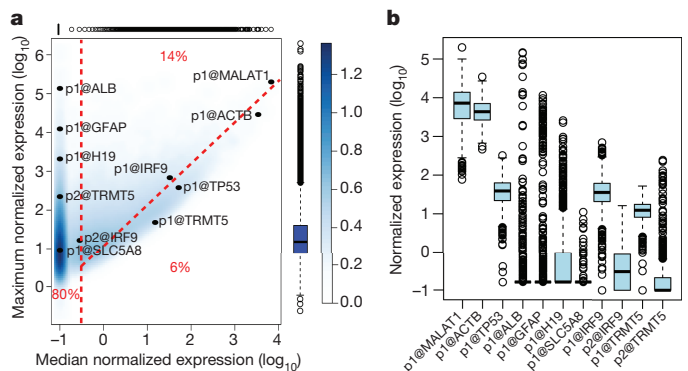 a
b
Maximum normalized expression (log10)
6
5
4
3
2
1
0
14%
p1@MALAT1
p1@ALB
p1@ACTB
p1@GFAP
p1@H19
p1@IRF9
p1@TP53
p2@TRMT5
p1@TRMT5
p2@IRF9
p1@SLC5A8
80%
6%
–1
0
1
2
3
4
Median normalized expression (log10)
1.2
1.0
0.8
0.6
0.4
0.2
0.0
Normalized expression (log10)
5
4
3
2
1
–0
–1
p1@MALAT1
p1@ACTB
p1@TP53
p1@ALB
p1@GFAP
p1@H19
p1@SLC5A8
p1@IRF9
p2@IRF9
p1@TRMT5
p2@TRMT5